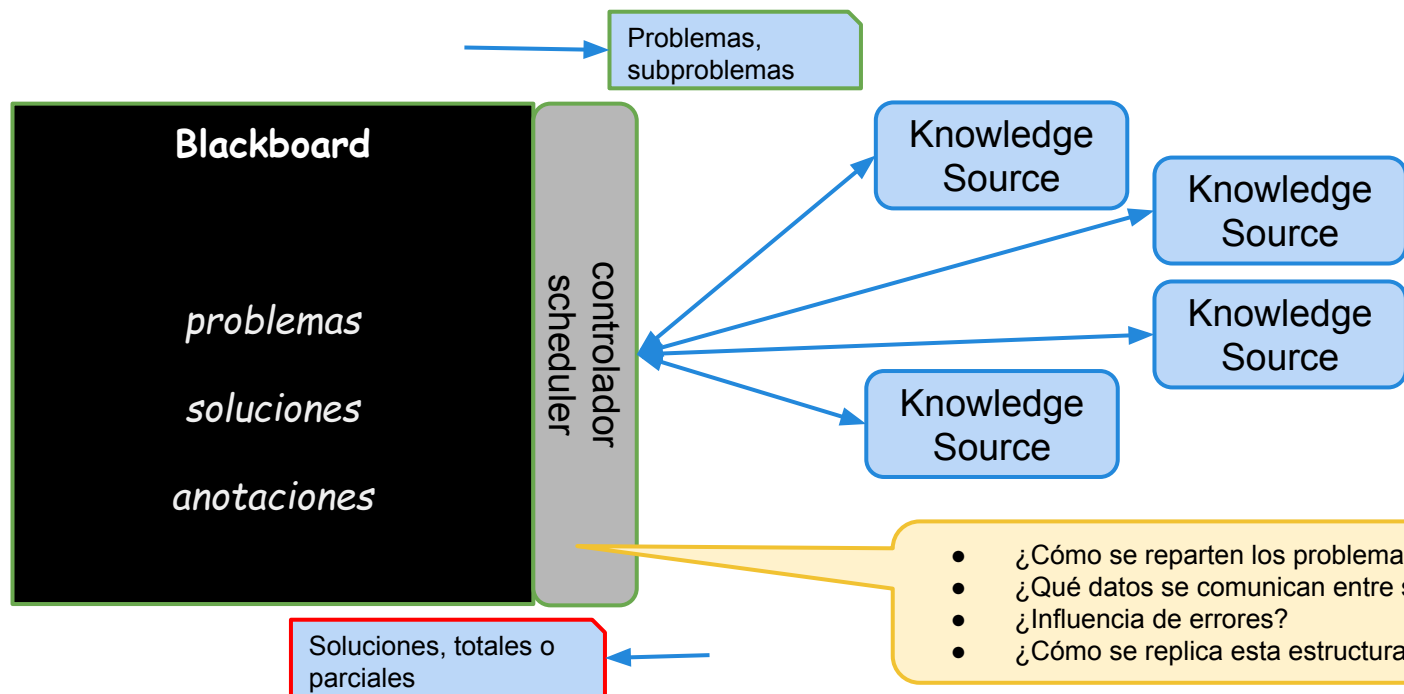 Problemas,
subproblemas
Blackboard
problemas
soluciones
anotaciones
controlador
scheduler
Knowledge
Source
Knowledge
Source
Knowledge
Source
Knowledge
Source
● ¿Cómo se reparten los problema
● ¿Qué datos se comunican entre s
● ¿Influencia de errores?
● ¿Cómo se replica esta estructura
Soluciones, totales o
parciales